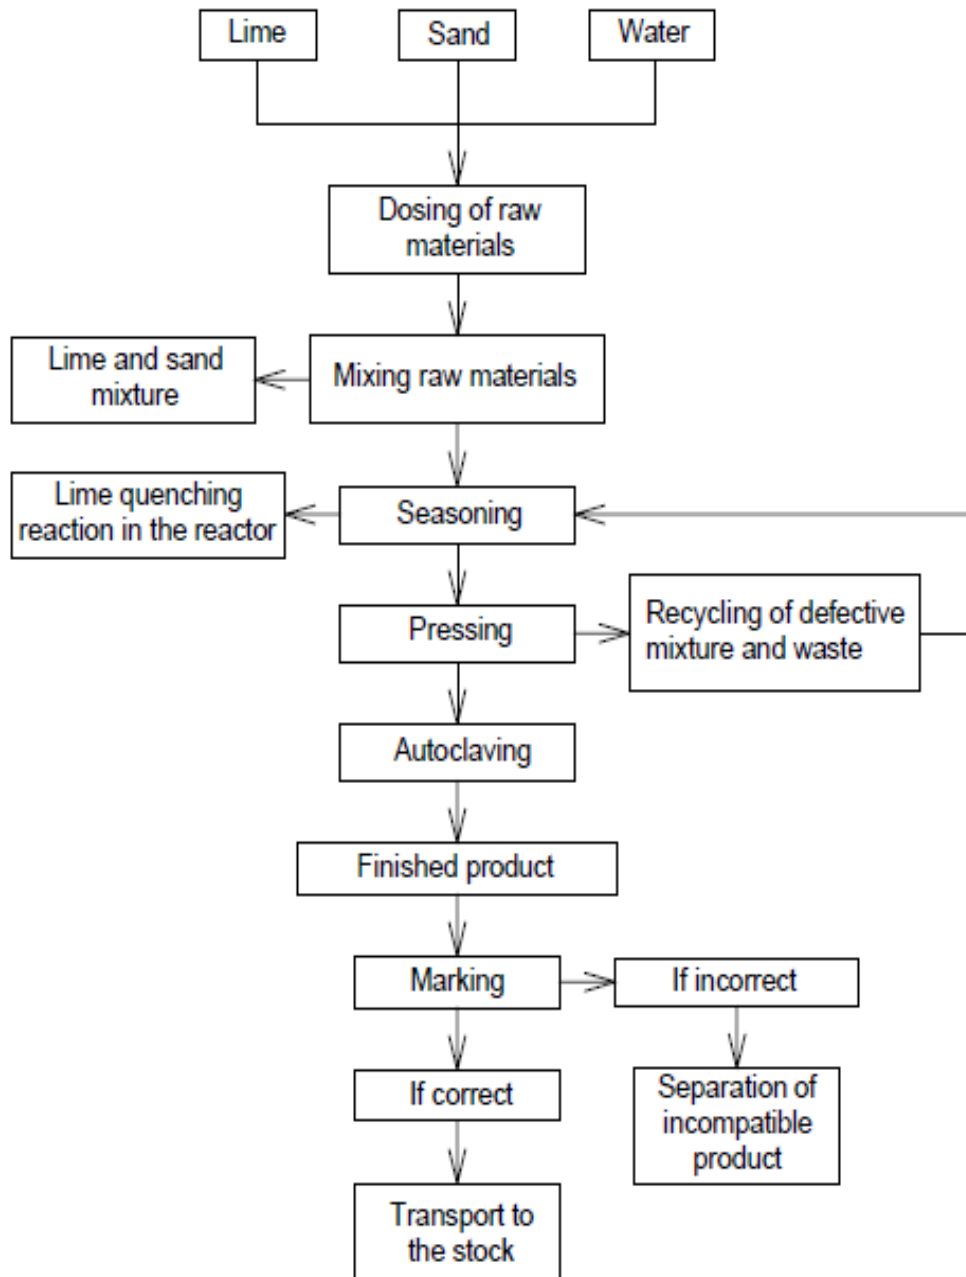 Lime
Sand
Water
Dosing of raw
materials
Lime and sand
mixture
Mixing raw materials
Lime quenching
reaction in the reactor
Seasoning
Pressing
Recycling of defective
mixture and waste
Autoclaving
Finished product
Marking
If incorrect
If correct
Separation of
incompatible
product
Transport to
the stock